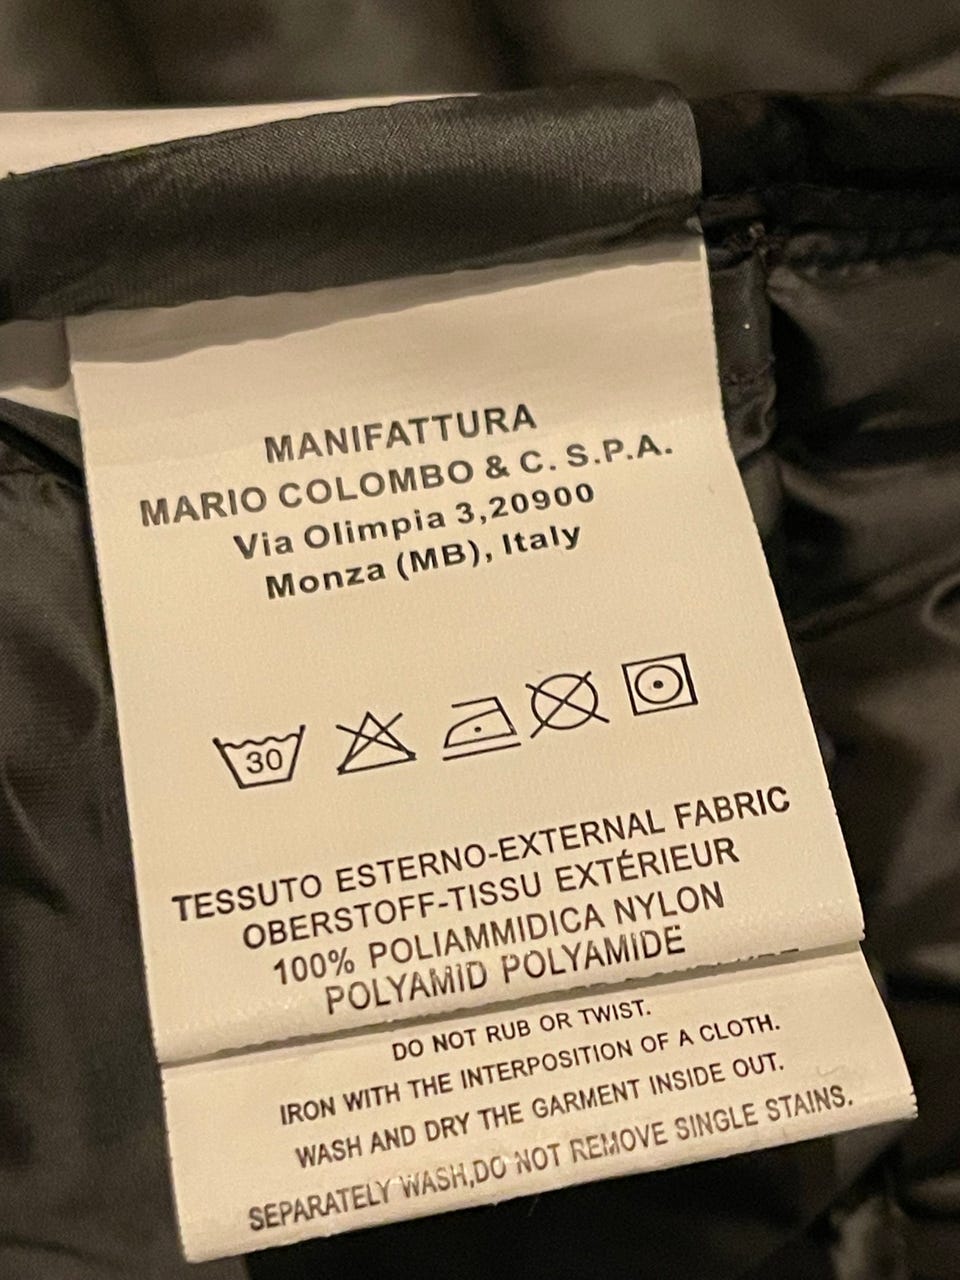 MANIFATTURA
MARIO COLOMBO & C. S.P.A.
Via Olimpia 3,20900
Monza (MB), Italy
30
TESSUTO ESTERNO-EXTERNAL FABRIC
OBERSTOFF-TISSU EXTÉRIEUR
100% POLIAMMIDICA NYLON
POLYAMID POLYAMIDE
DO NOT RUB OR TWIST.
IRON WITH THE INTERPOSITION OF A CLOTH.
WASH AND DRY THE GARMENT INSIDE OUT.
SEPARATELY WASH,DO NOT REMOVE SINGLE STAINS.